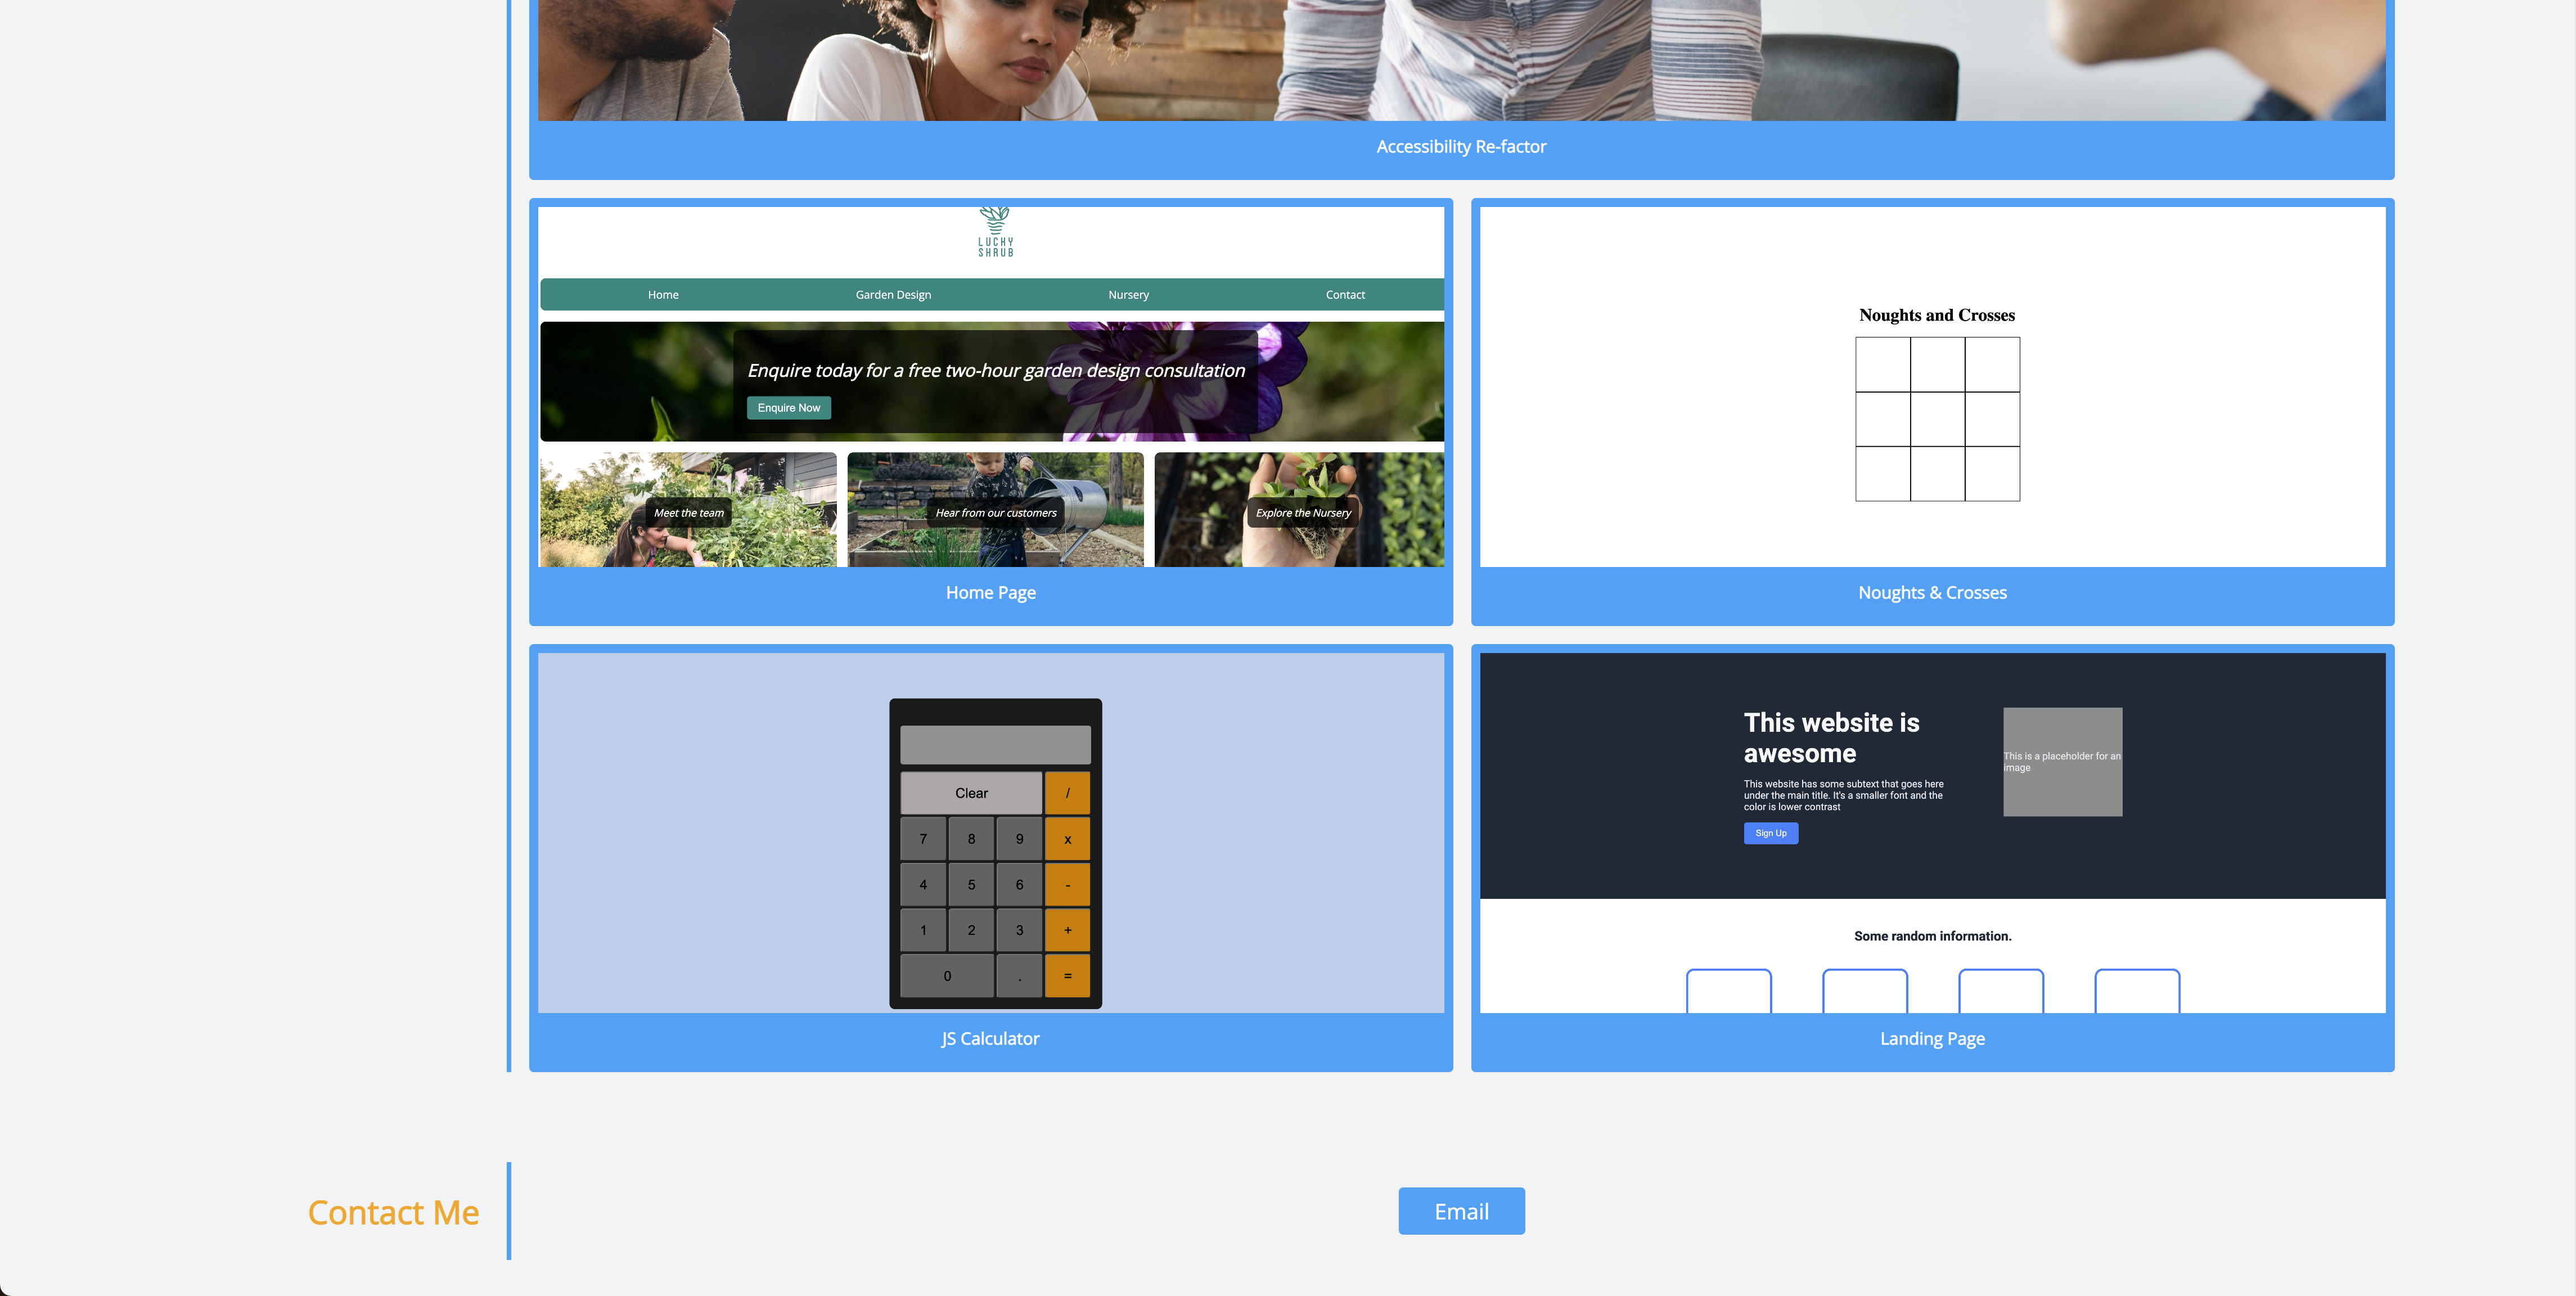 Accessibility Re-factor
LUCKY
SHRUB
Home Garden Design Nursery Contact
Enquire today for a free two-hour garden design consultation
Enquire Now
Meet the team
Hear from our customers
Explore the Nursery
Home Page
Noughts and Crosses
Noughts & Crosses
Clear /
7 8 9 x
4 5 6 -
1 2 3 +
0 . =
JS Calculator
This website is
awesome
This website has some subtext that goes here
under the main title. It's a smaller font and the
color is lower contrast
Sign Up
This is a placeholder for an
image
Some random information.
Landing Page
Contact Me
Email